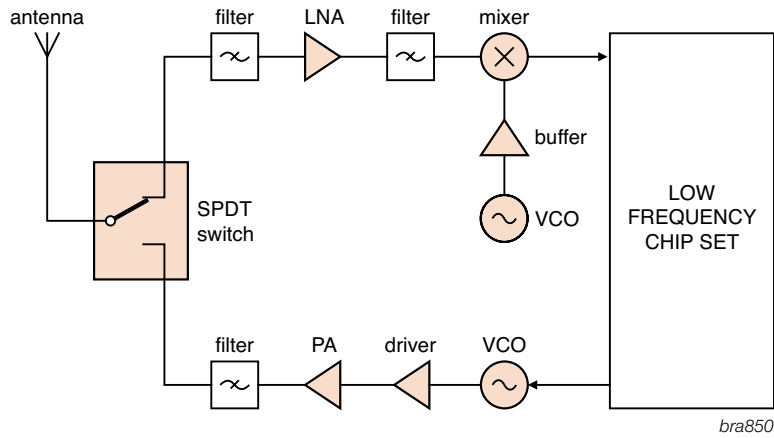 antenna
filter
LNA
filter
mixer
buffer
VCO
SPDT
switch
LOW
FREQUENCY
CHIP SET
filter
PA
driver
VCO
bra850